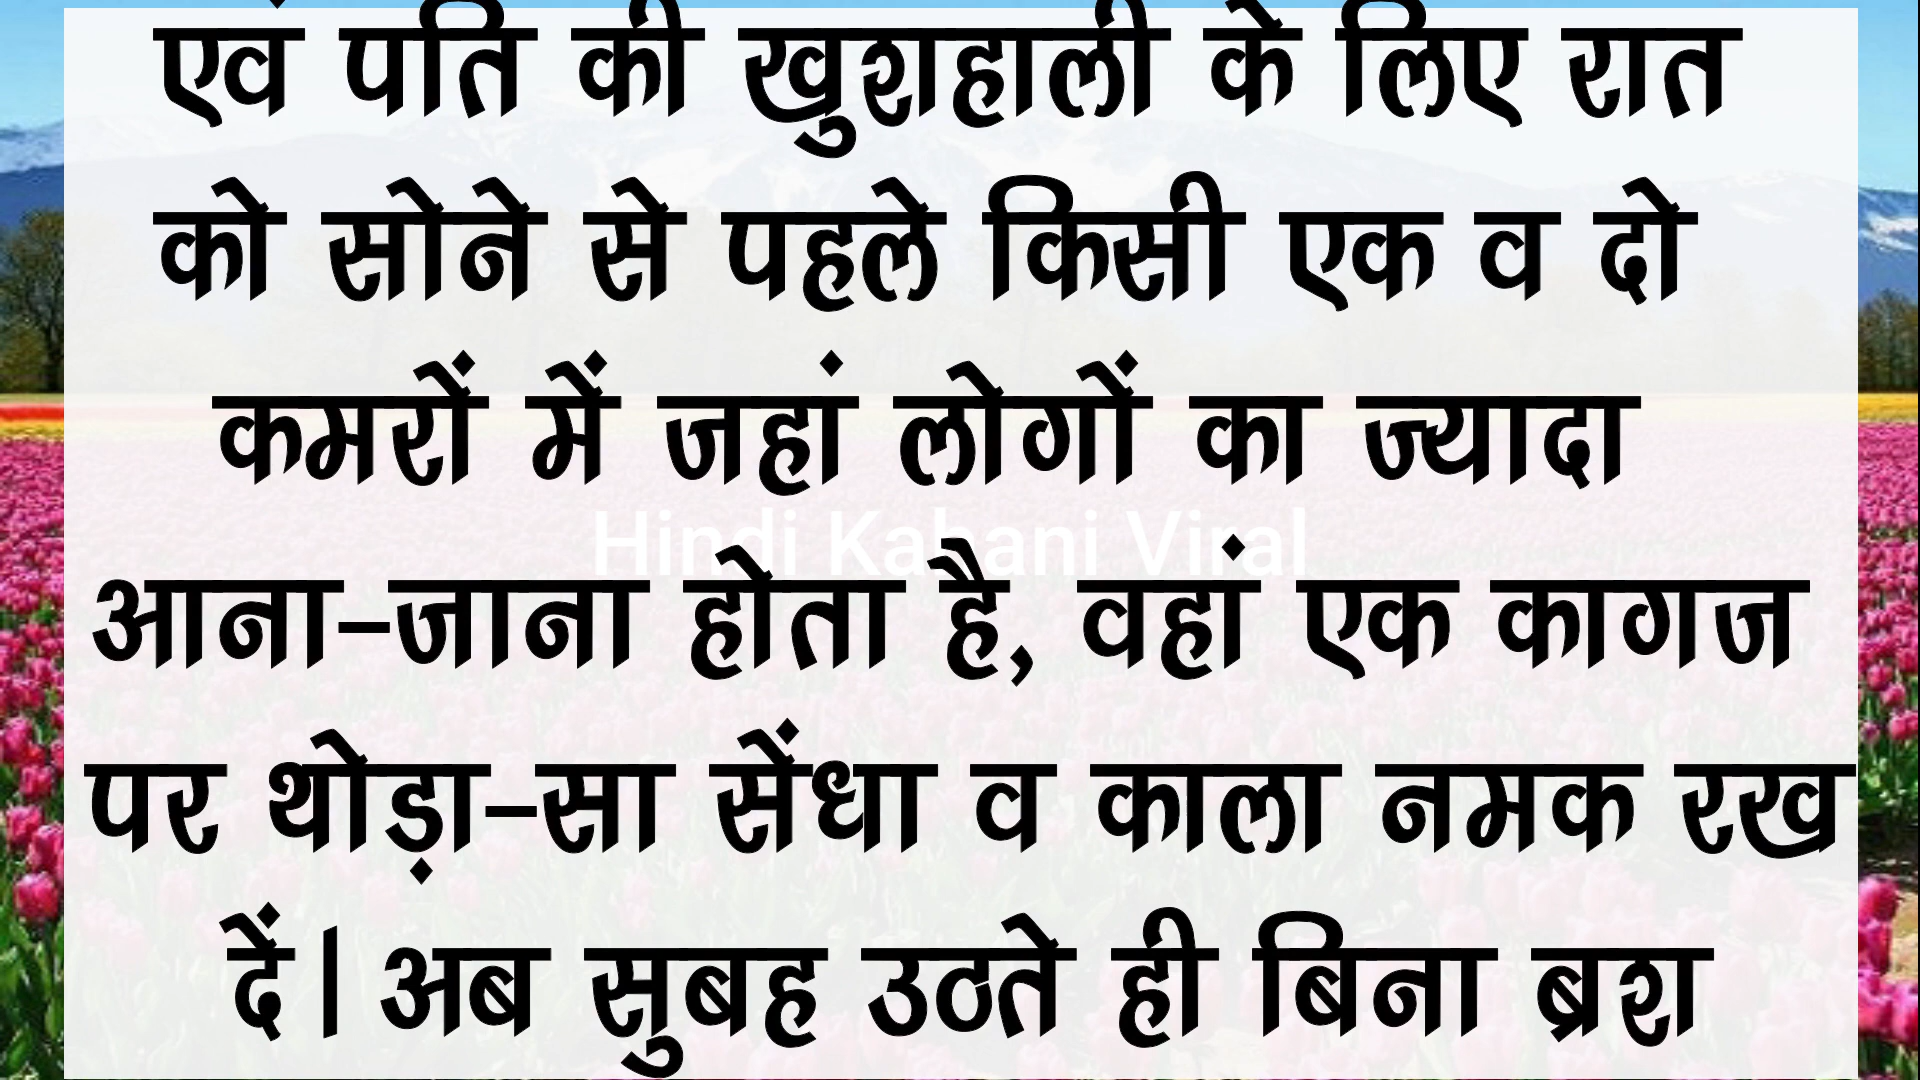 एवं पति की खुशहाली के लिए रात
को सोने से पहले किसी एक व दो
कमरों में जहां लोगों का ज्यादा
Hindi Kahani Viral
आना-जाना होता है, वहां एक कागज
पर थोड़ा-सा सेंधा व काला नमक रख
दें। अब सुबह उठते ही बिना ब्रश